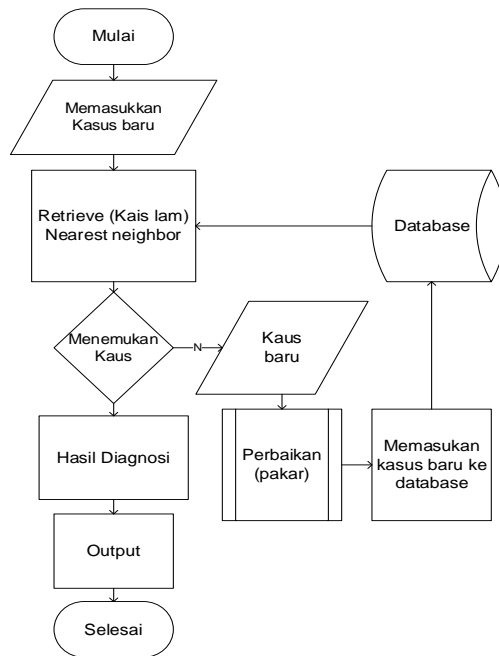 Mulai
Memasukkan
Kasus baru
Retrieve (Kais lam)
Nearest neighbor
Database
Menemukan
Kaus
N
Kaus
baru
Hasil Diagnosi
Perbaikan
(pakar)
Memasukan
kasus baru ke
database
Output
Selesai